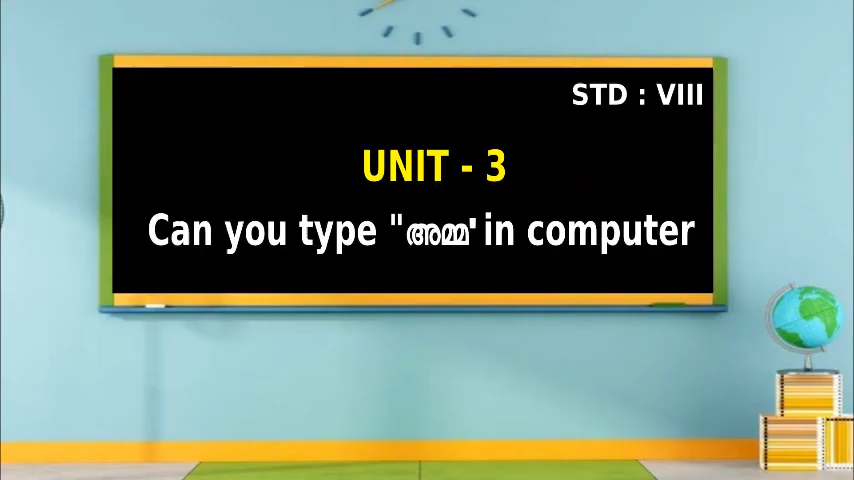 STD : VIII
UNIT - 3
Can you type "അമ്മ" in computer